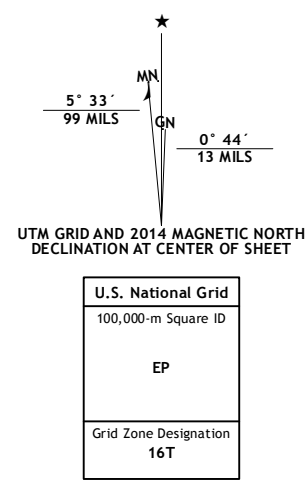 ★
MN
5° 33´
99 MILS
GN
0° 44´
13 MILS
UTM GRID AND 2014 MAGNETIC NORTH
DECLINATION AT CENTER OF SHEET
U.S. National Grid
100,000-m Square ID
EP
Grid Zone Designation
16T